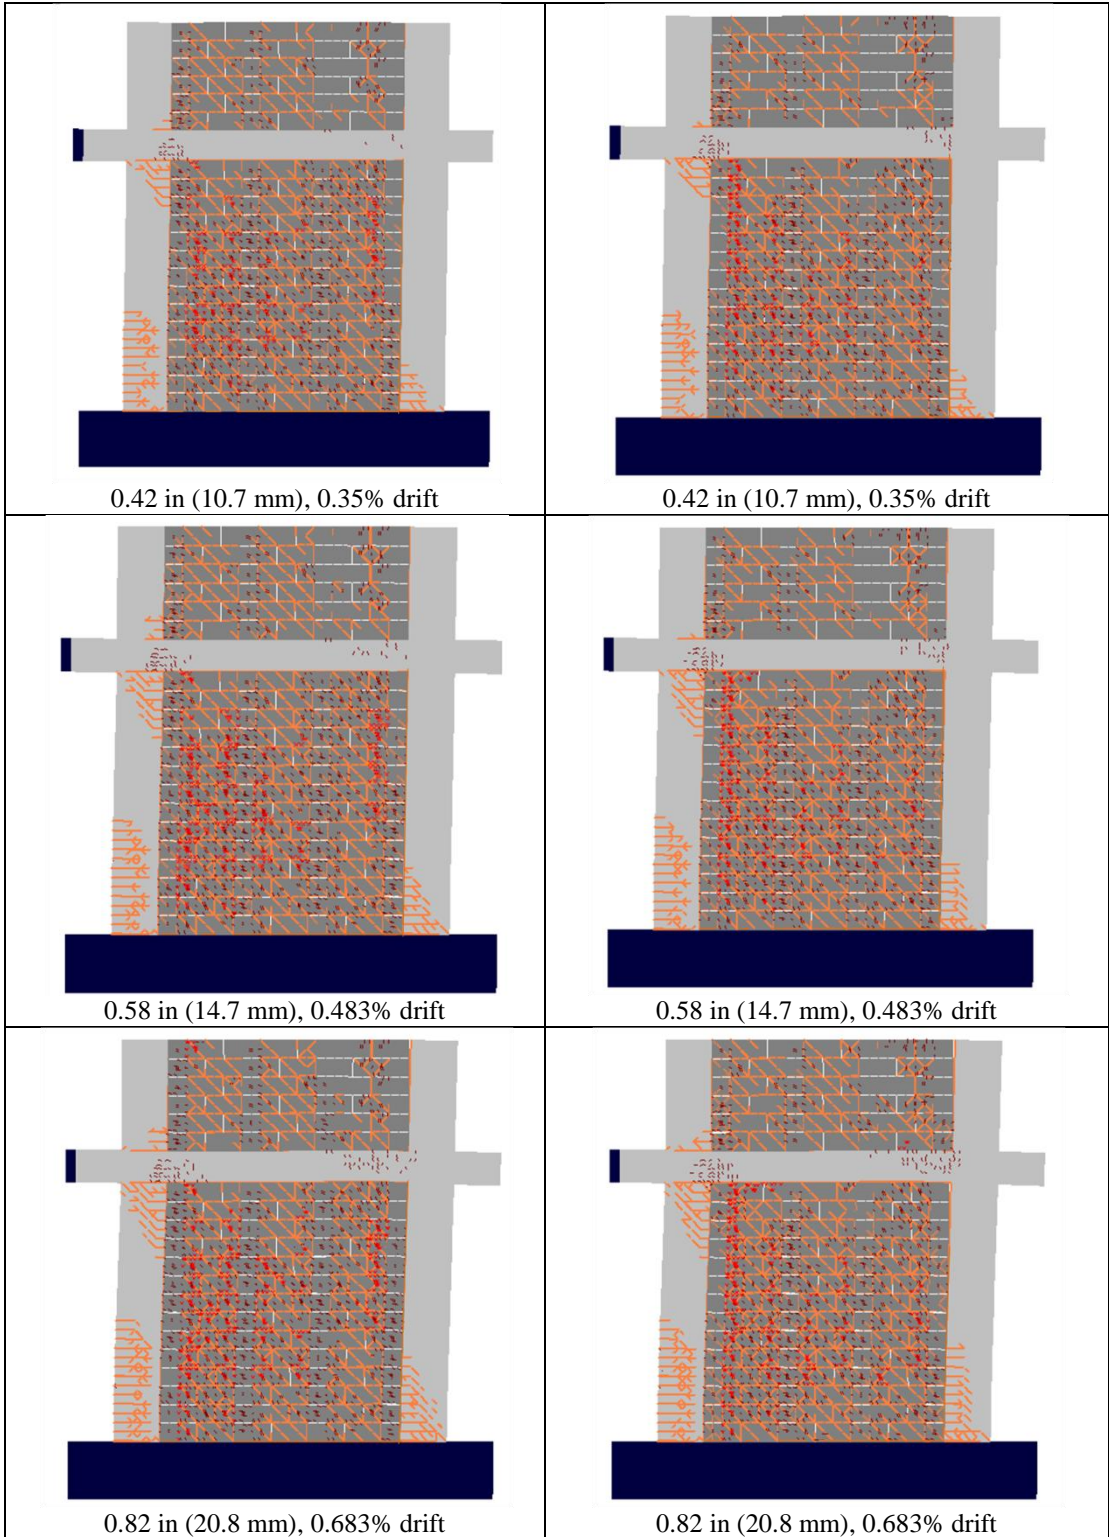 0.42 in (10.7 mm), 0.35% drift
0.42 in (10.7 mm), 0.35% drift
0.58 in (14.7 mm), 0.483% drift
0.58 in (14.7 mm), 0.483% drift
0.82 in (20.8 mm), 0.683% drift
0.82 in (20.8 mm), 0.683% drift